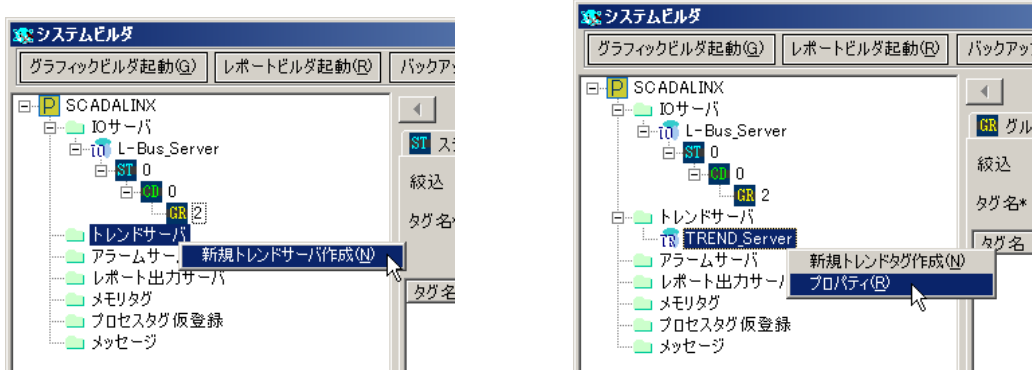 システムビルダ
グラフィックビルダ起動(G) レポートビルダ起動(R) バックア
SCADALINX
IOサーバ
L-Bus_Server
ST 0
CD 0
GR 2
トレンドサーバ
新規トレンドサーバ作成(N)
アラームサー
レポート出力サーバ
メモリタグ
プロセスタグ仮登録
メッセージ
ST ス
絞込
タグ名*
タグ名
システムビルダ
グラフィックビルダ起動(G) レポートビルダ起動(R) バックアッ
SCADALINX
IOサーバ
L-Bus_Server
ST 0
CD 0
GR 2
トレンドサーバ
TR TREND_Server
新規トレンドタグ作成(N)
プロパティ(R)
アラームサーバ
レポート出力サー
メモリタグ
プロセスタグ仮登録
メッセージ
GR グル
絞込
タグ名*
タグ名